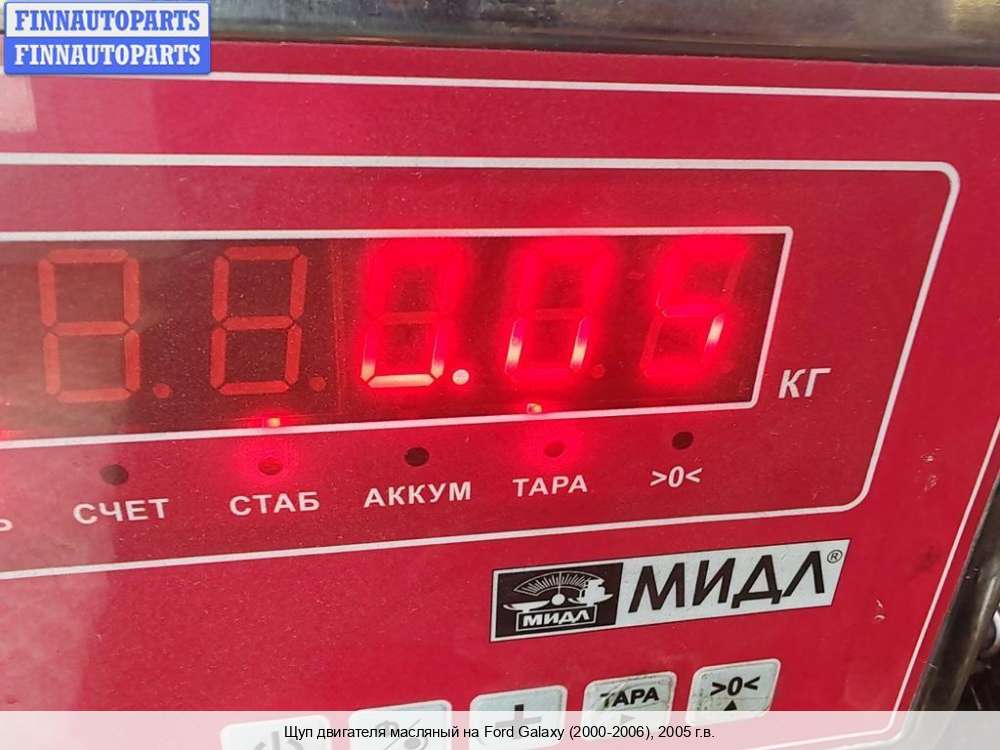 FINNAUTOPARTS
FINNAUTOPARTS
0.05
КГ
СЧЕТ
СТАБ
АККУМ
ТАРА
>0<
МИДЛ
МИДЛ®
ТАРА
>0<
Щуп двигателя масляный на Ford Galaxy (2000-2006), 2005 г.в.